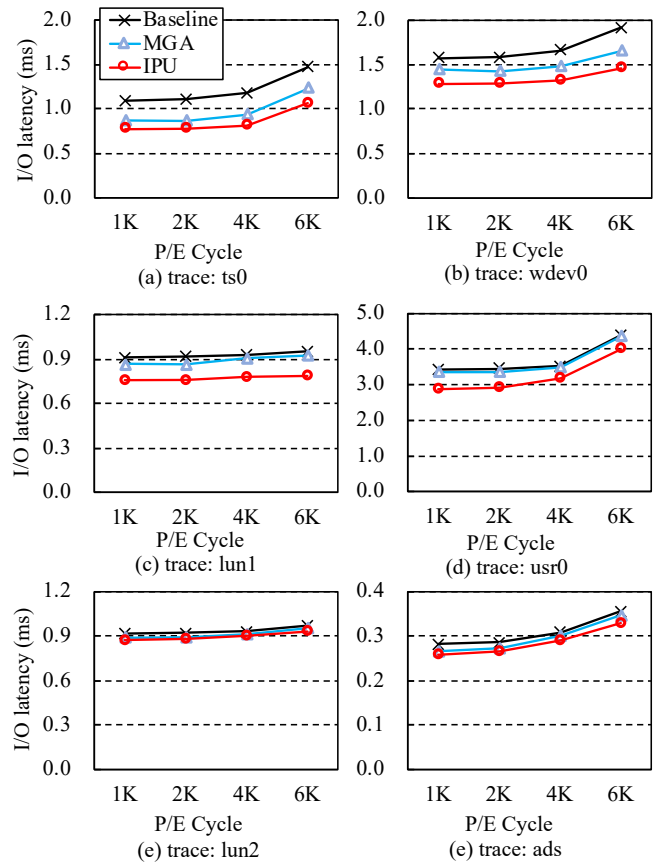 I/O latency (ms)
2.0
1.5
1.0
0.5
0.0
Baseline
MGA
IPU
1K 2K 4K 6K
P/E Cycle
(a) trace: ts0
2.0
1.5
1.0
0.5
0.0
1K 2K 4K 6K
P/E Cycle
(b) trace: wdev0
I/O latency (ms)
1.2
0.9
0.6
0.3
0.0
1K 2K 4K 6K
P/E Cycle
(c) trace: lun1
5.0
4.0
3.0
2.0
1.0
0.0
1K 2K 4K 6K
P/E Cycle
(d) trace: usr0
I/O latency (ms)
1.2
0.9
0.6
0.3
0.0
1K 2K 4K 6K
P/E Cycle
(e) trace: lun2
0.4
0.3
0.2
0.1
0.0
1K 2K 4K 6K
P/E Cycle
(e) trace: ads